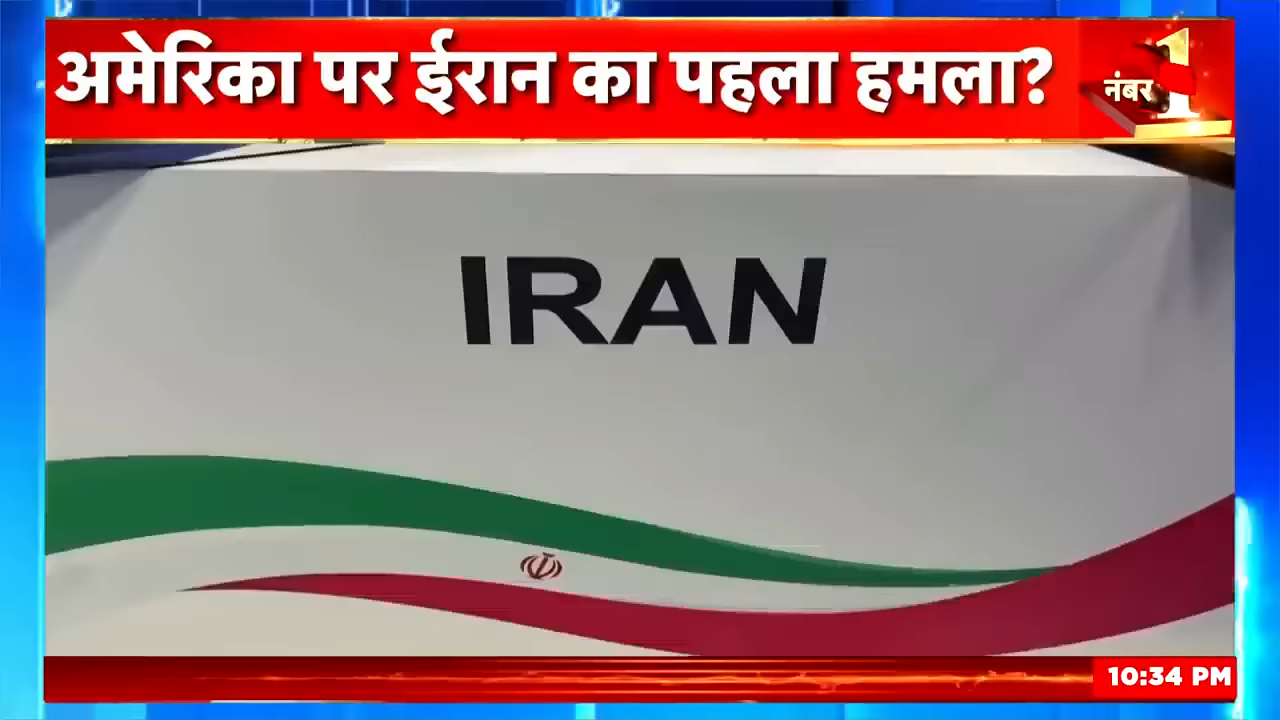 अमेरिका पर ईरान का पहला हमला?
नंबर 1
IRAN
10:34 PM